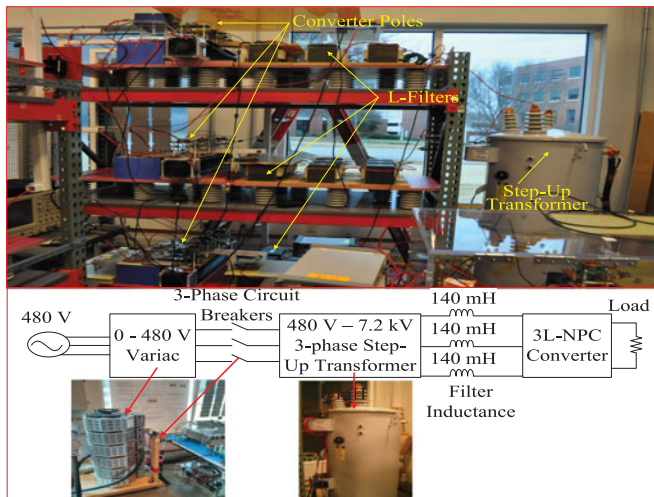 Converter Poles
L-Filters
Step-Up
Transformer
480 V
0 - 480 V
Variac
3-Phase Circuit
Breakers
480 V – 7.2 kV
3-phase Step-
Up Transformer
140 mH
140 mH
140 mH
Filter
Inductance
3L-NPC
Converter
Load